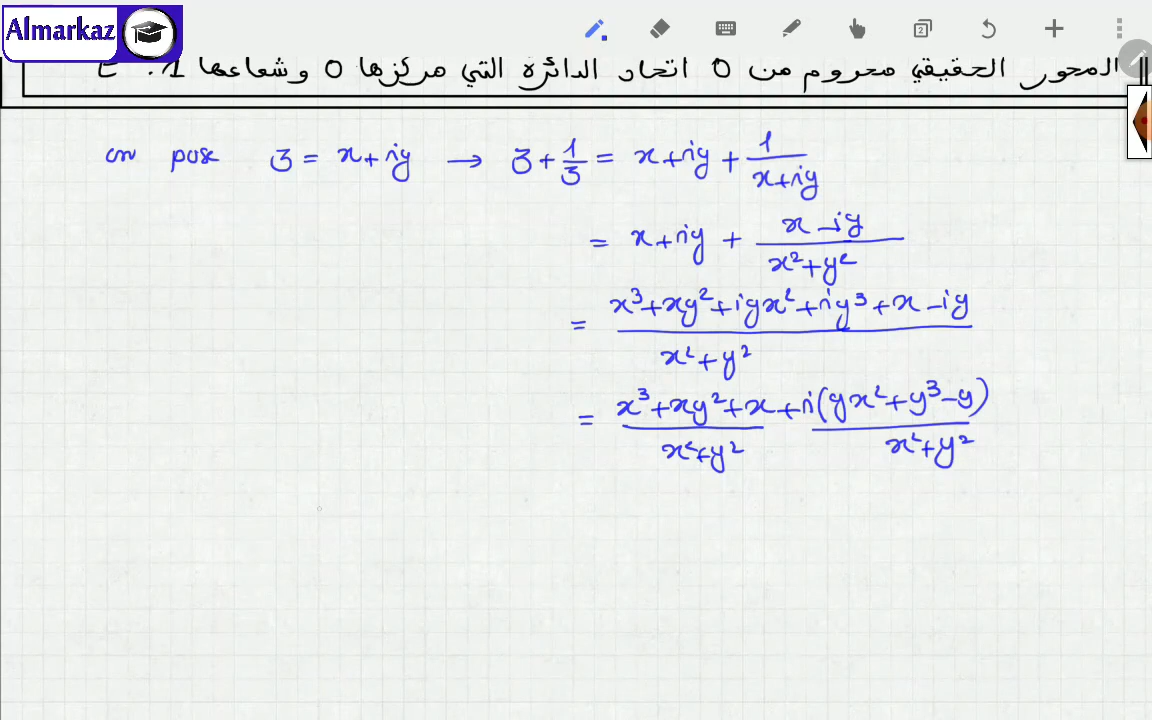 Almarkaz
المحور الحقيقي محروم من O اتحاد الدائرة التي مركزها O وشعاعها 1. E
on pose z = x+iy → z + 1/z = x+iy + 1/(x+iy)
= x+iy + (x-iy)/(x²+y²)
= (x³+xy²+iyx²+iy³+x-iy)/(x²+y²)
= (x³+xy²+x)/(x²+y²) + i(yx²+y³-y)/(x²+y²)